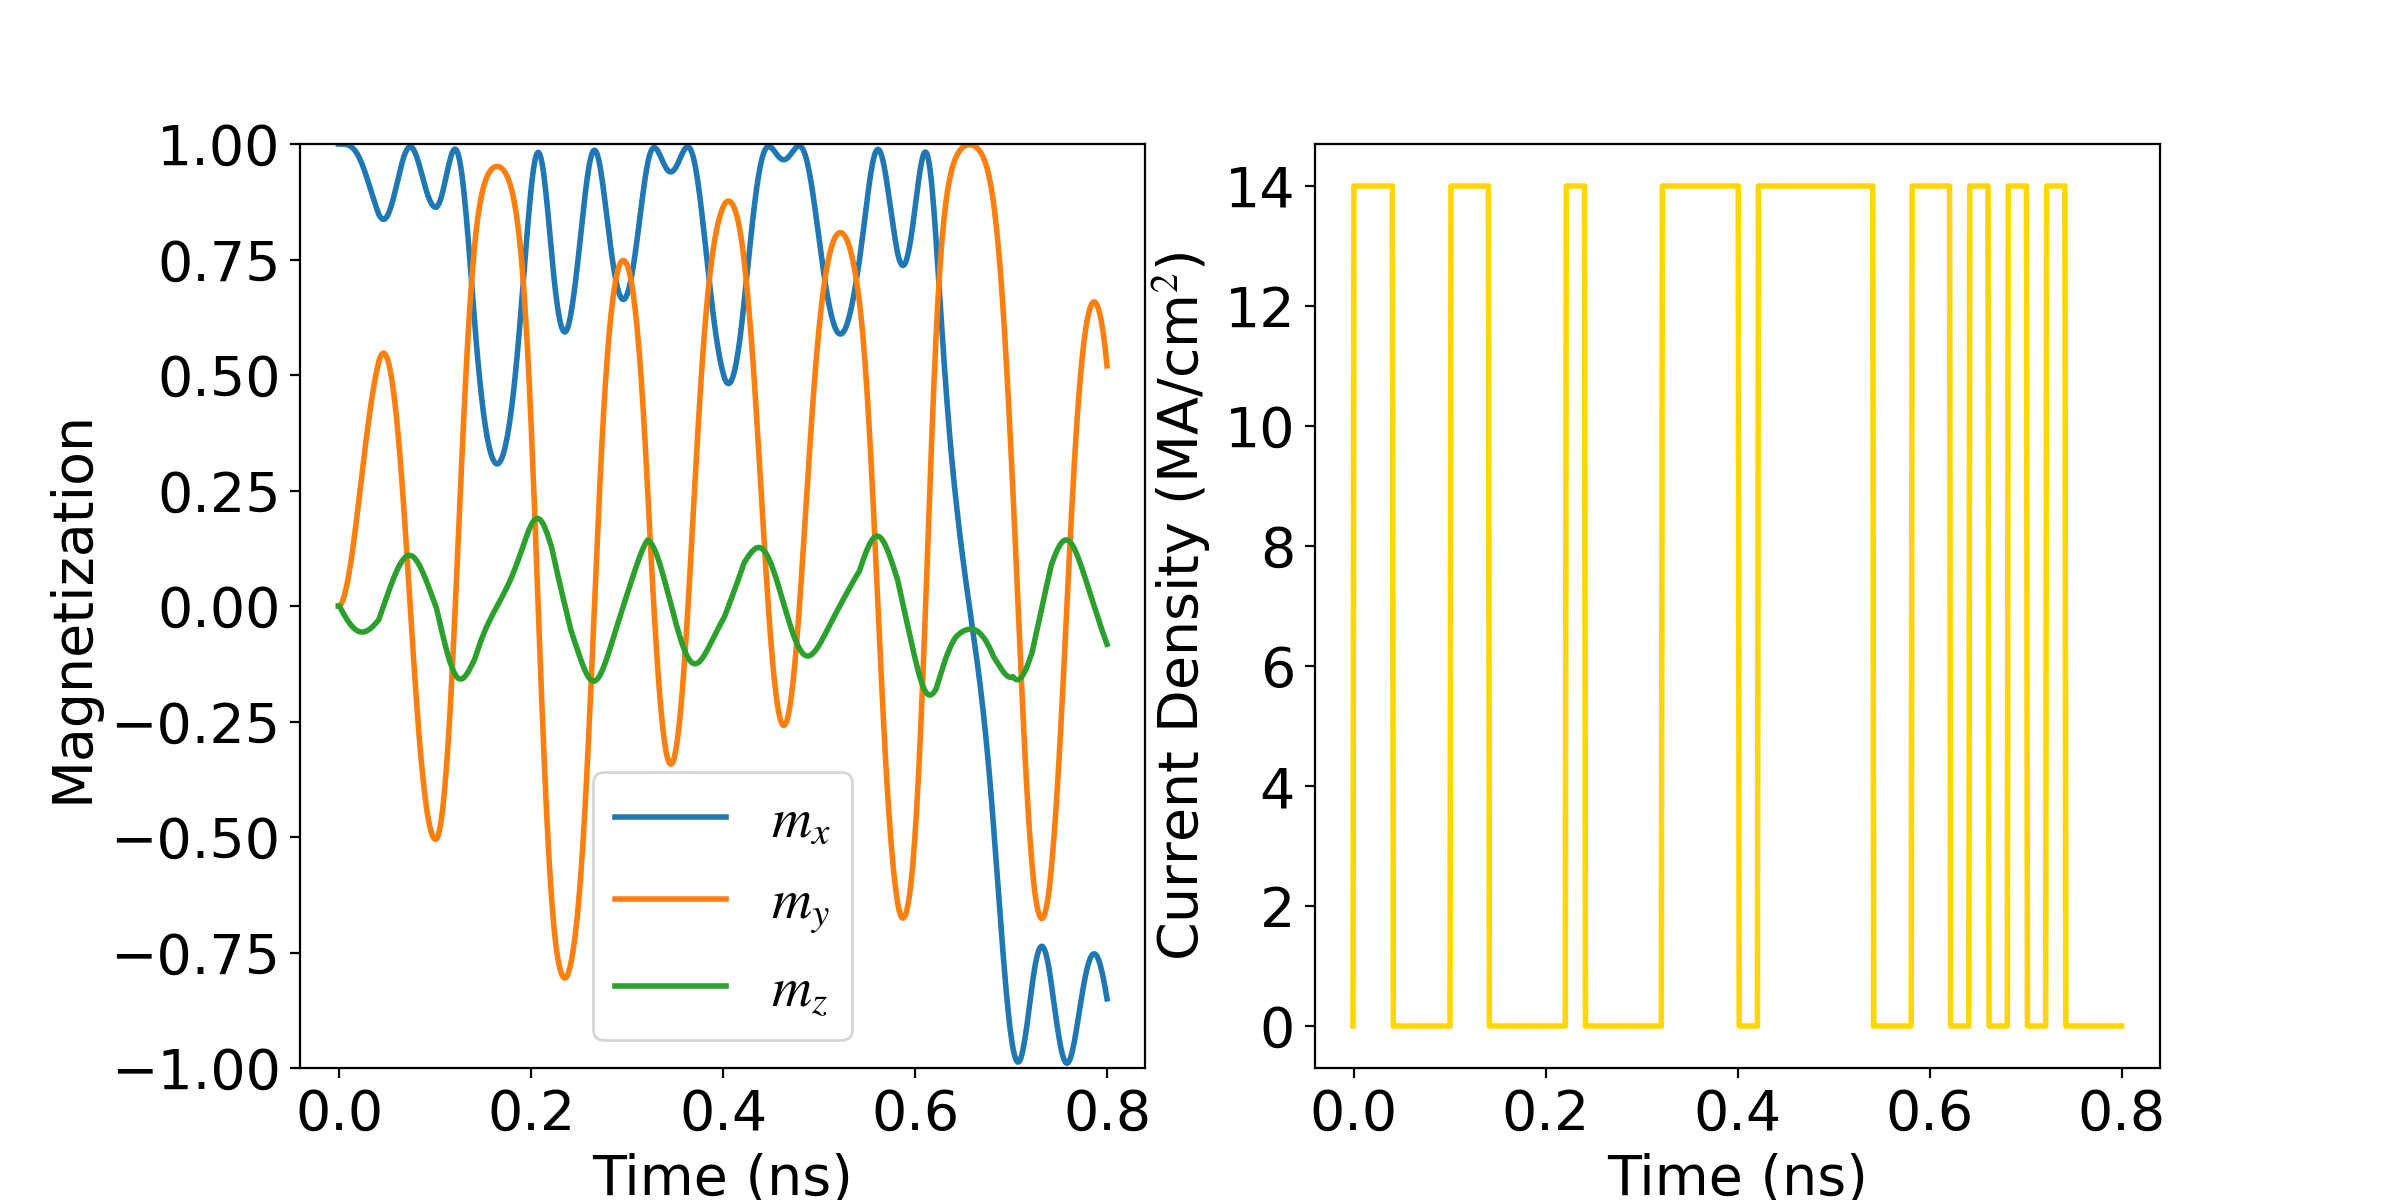 Magnetization
1.00
0.75
0.50
0.25
0.00
−0.25
−0.50
−0.75
−1.00
0.0 0.2 0.4 0.6 0.8
Time (ns)
m_x
m_y
m_z
Current Density (MA/cm²)
14
12
10
8
6
4
2
0
0.0 0.2 0.4 0.6 0.8
Time (ns)